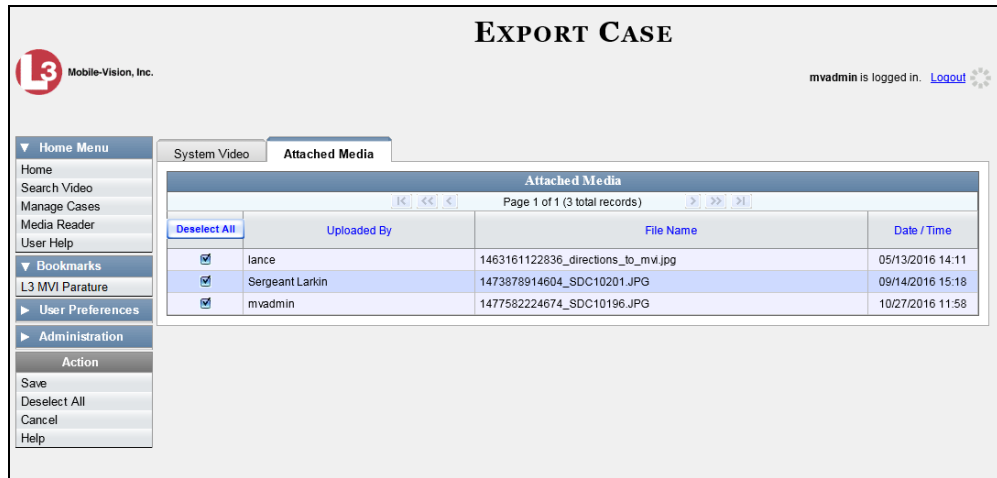 EXPORT CASE
L3 Mobile-Vision, Inc.
mvadmin is logged in. Logout
▼ Home Menu
Home
Search Video
Manage Cases
Media Reader
User Help
▼ Bookmarks
L3 MVI Parature
▶ User Preferences
▶ Administration
Action
Save
Deselect All
Cancel
Help
System Video
Attached Media
Attached Media
Page 1 of 1 (3 total records)
Deselect All Uploaded By File Name Date / Time
lance 1463161122836_directions_to_mvi.jpg 05/13/2016 14:11
Sergeant Larkin 1473878914604_SDC10201.JPG 09/14/2016 15:18
mvadmin 1477582224674_SDC10196.JPG 10/27/2016 11:58